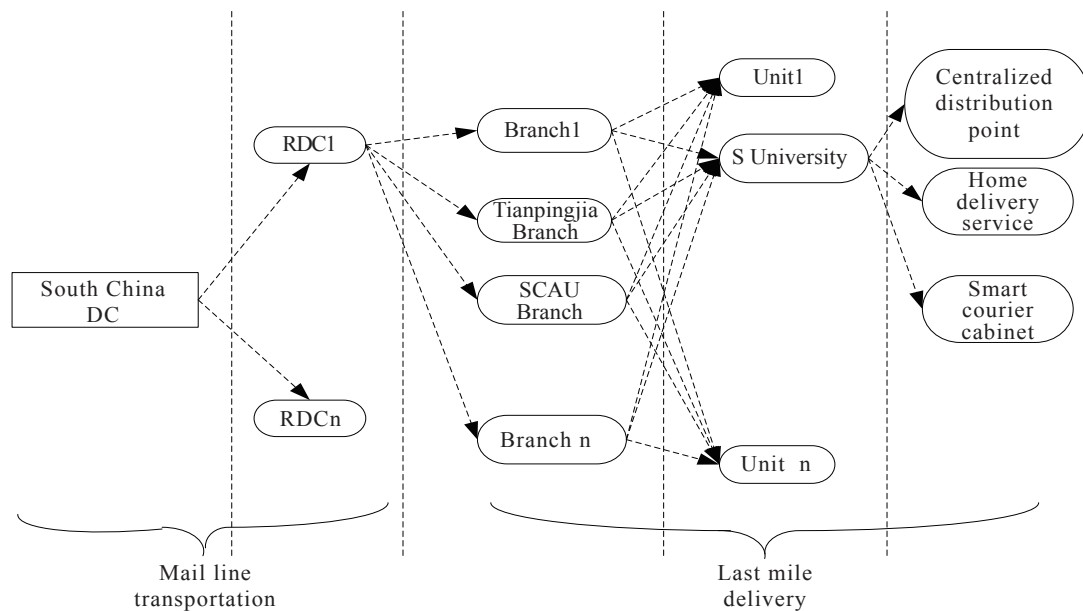 South China
DC
RDC1
RDCn
Branch1
Tianpingjia
Branch
SCAU
Branch
Branch n
Unit1
S University
Unit n
Centralized
distribution
point
Home
delivery
service
Smart
courier
cabinet
Mail line
transportation
Last mile
delivery